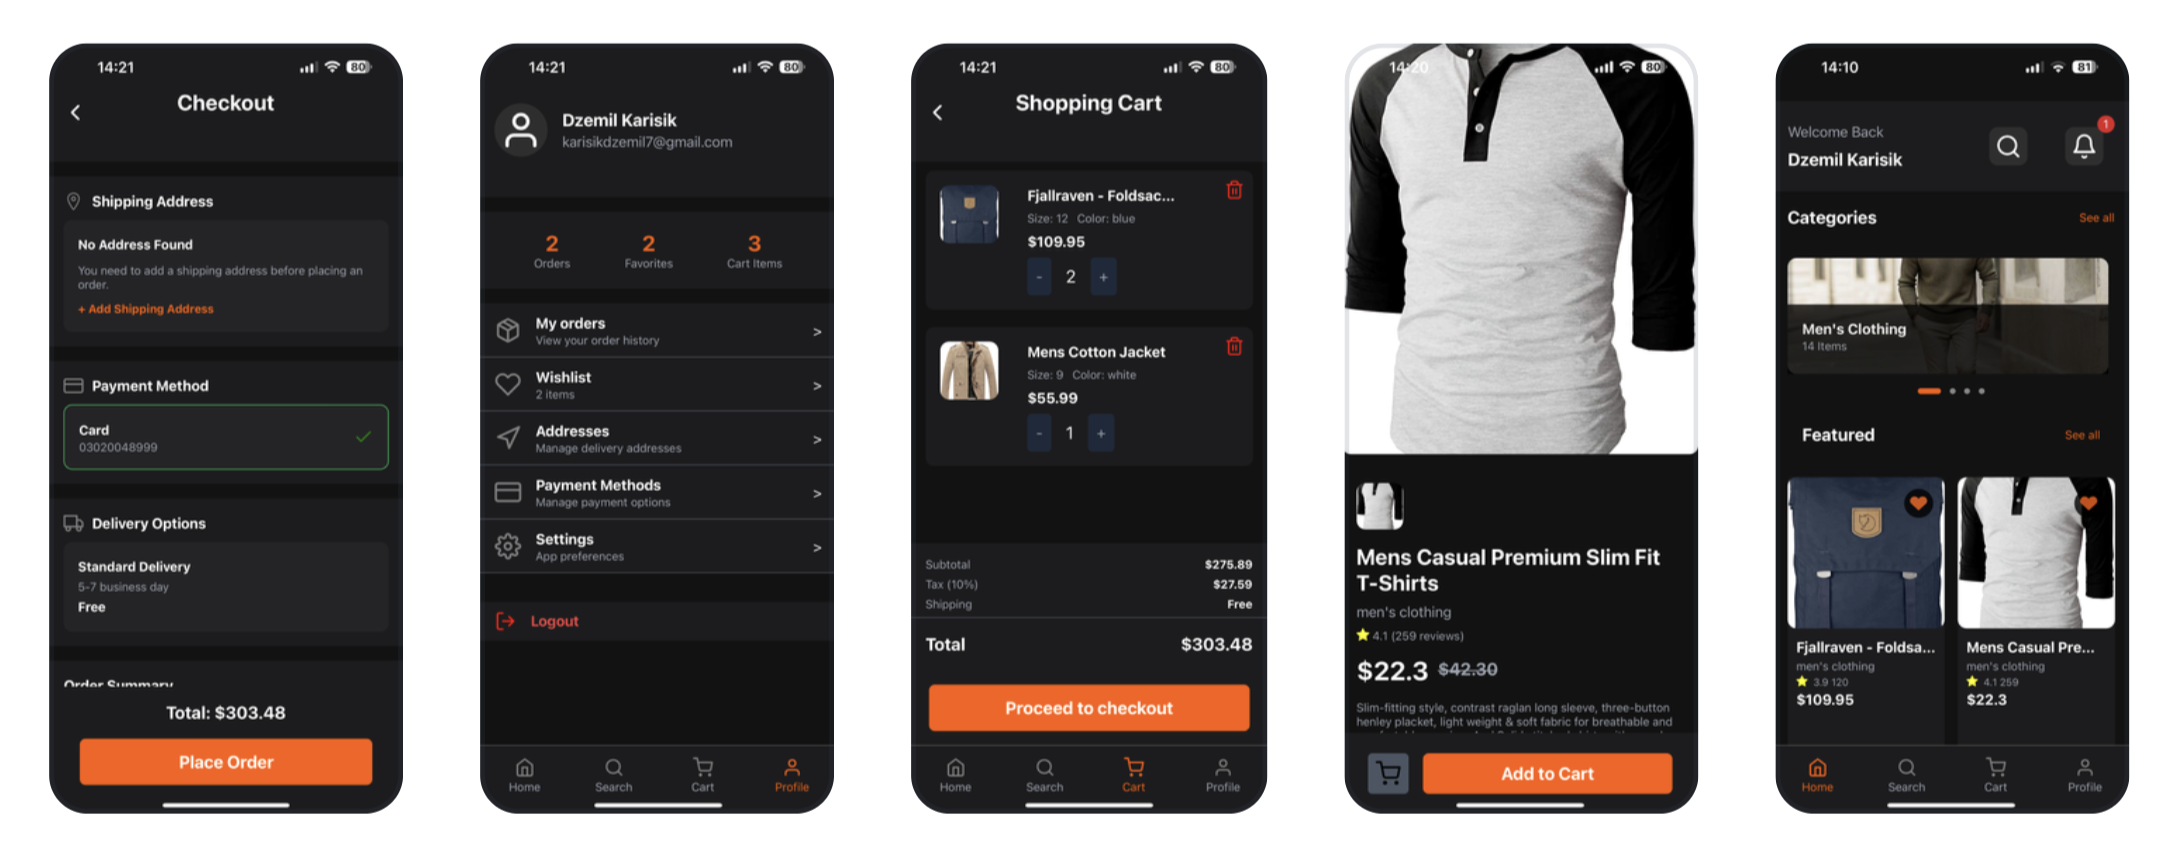 14:21
80
Checkout
Shipping Address
No Address Found
You need to add a shipping address before placing an
order.
+ Add Shipping Address
Payment Method
Card
03020048999
Delivery Options
Standard Delivery
5-7 business day
Free
Order Summary
Total: $303.48
Place Order
14:21
80
Dzemil Karisik
karisikdzemil7@gmail.com
2 2 3
Orders Favorites Cart Items
My orders
View your order history
>
Wishlist
2 items
>
Addresses
Manage delivery addresses
>
Payment Methods
Manage payment options
>
Settings
App preferences
>
Logout
Home Search Cart Profile
14:21
80
Shopping Cart
Fjallraven - Foldsac...
Size: 12 Color: blue
$109.95
- 2 +
Mens Cotton Jacket
Size: 9 Color: white
$55.99
- 1 +
Subtotal $275.89
Tax (10%) $27.59
Shipping Free
Total $303.48
Proceed to checkout
Home Search Cart Profile
14:20
80
Mens Casual Premium Slim Fit
T-Shirts
men's clothing
4.1 (259 reviews)
$22.3 $42.30
Slim-fitting style, contrast raglan long sleeve, three-button
henley placket, light weight & soft fabric for breathable and
Add to Cart
14:10
81
Welcome Back
Dzemil Karisik
1
Categories See all
Men's Clothing
14 Items
Featured See all
Fjallraven - Foldsa...
men's clothing
3.9 120
$109.95
Mens Casual Pre...
men's clothing
4.1 259
$22.3
Home Search Cart Profile